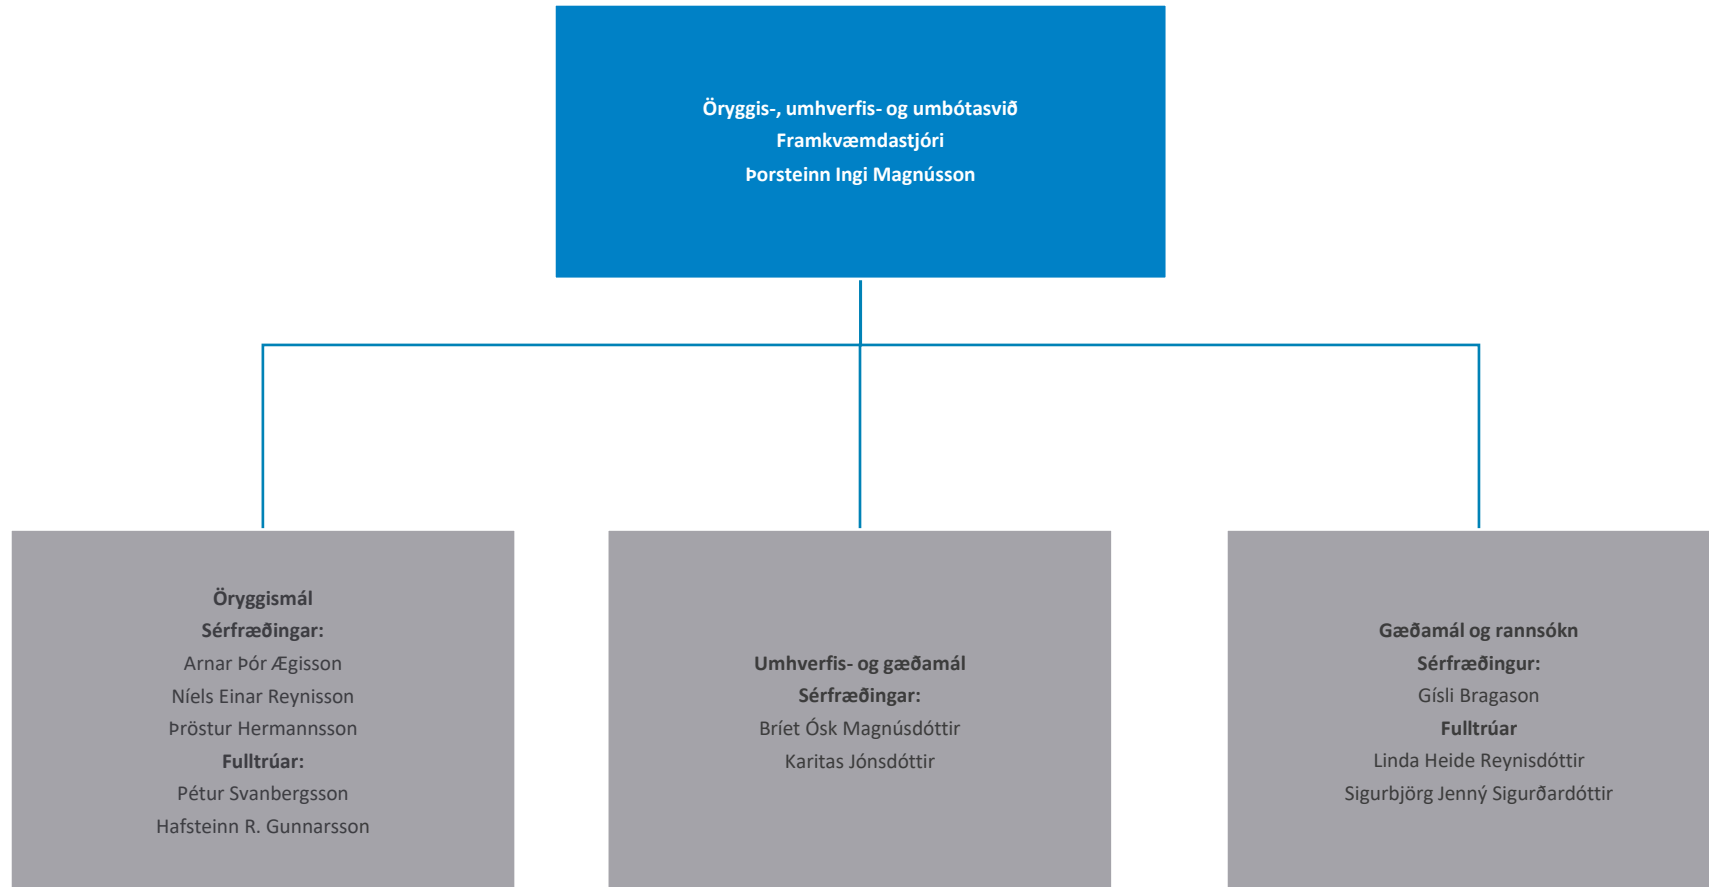 Öryggis-, umhverfis- og umbótasvið
Framkvæmdastjóri
Þorsteinn Ingi Magnússon
Öryggismál
Sérfræðingar:
Arnar Þór Ægisson
Níels Einar Reynisson
Þröstur Hermannsson
Fulltrúar:
Pétur Svanbergsson
Hafsteinn R. Gunnarsson
Umhverfis- og gæðamál
Sérfræðingar:
Bríet Ósk Magnúsdóttir
Karitas Jónsdóttir
Gæðamál og rannsókn
Sérfræðingur:
Gísli Bragason
Fulltrúar
Linda Heide Reynisdóttir
Sigurbjörg Jenný Sigurðardóttir